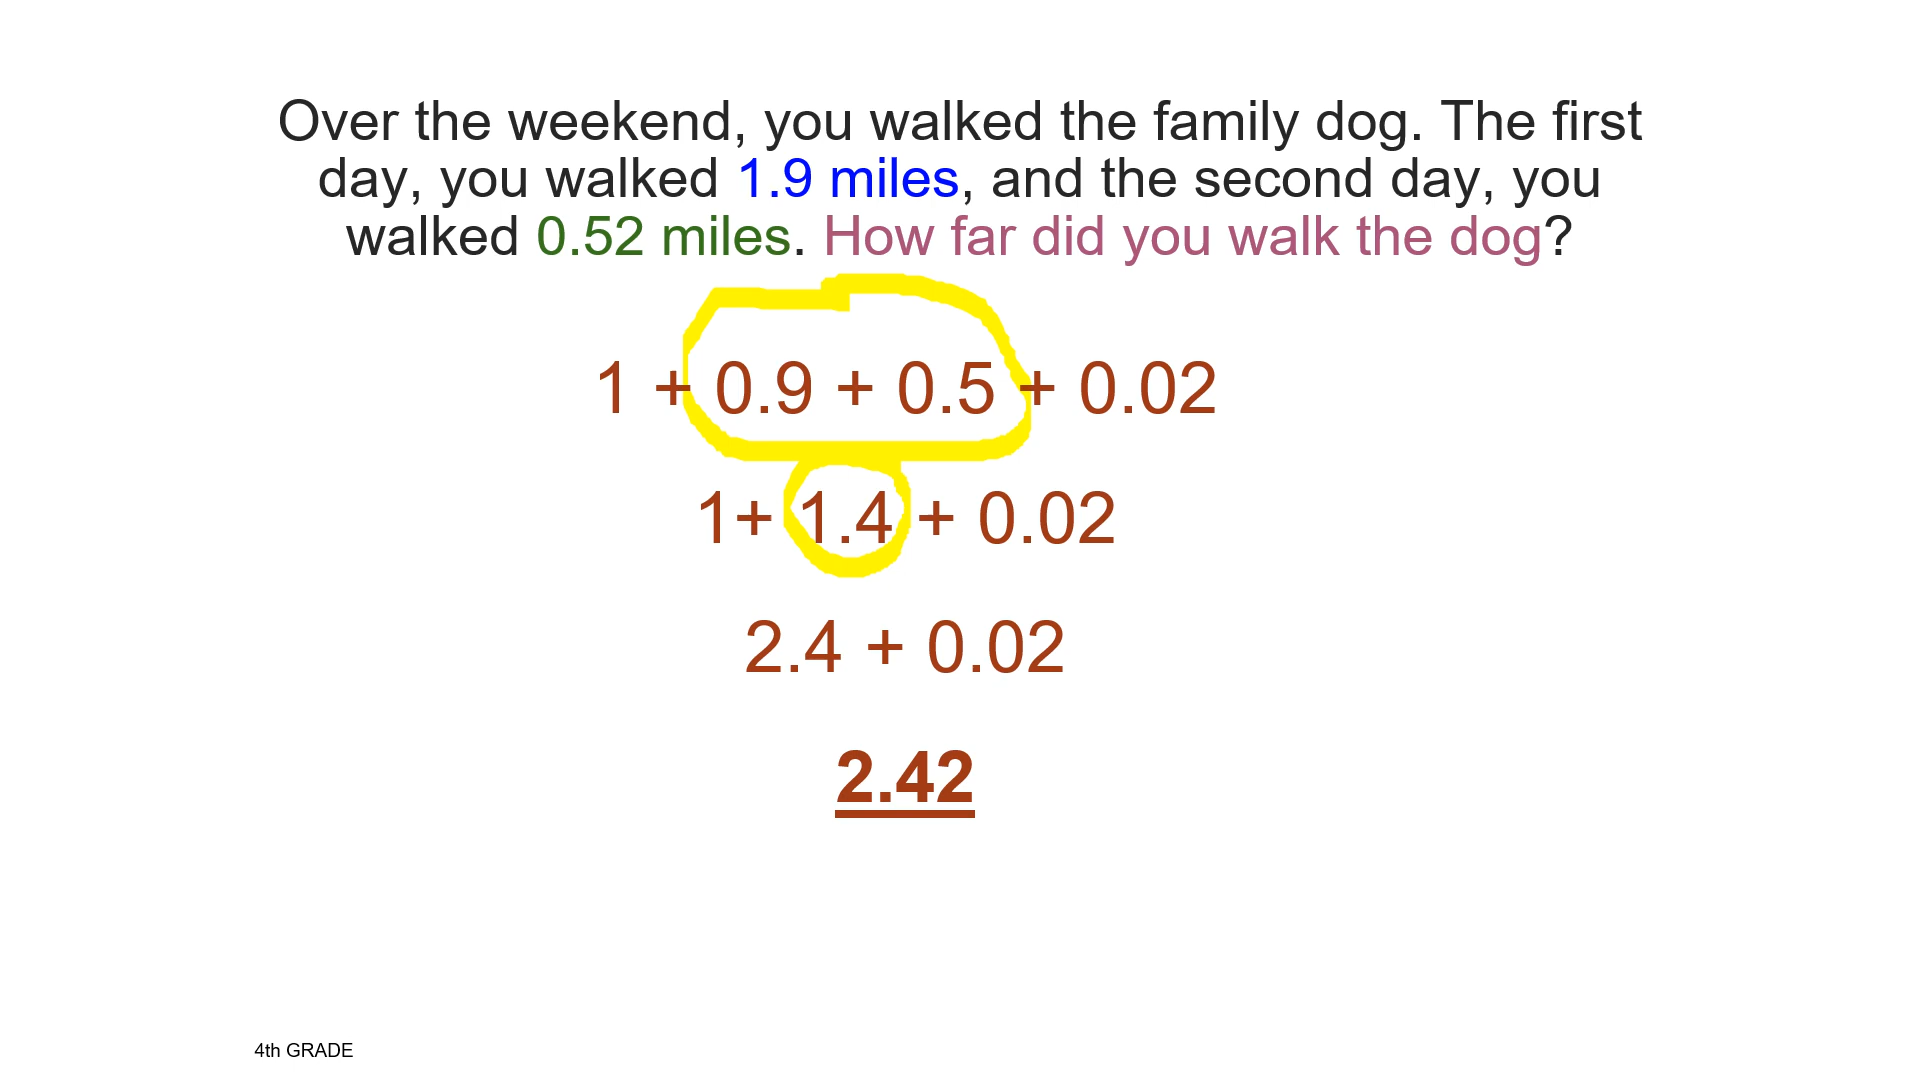 Over the weekend, you walked the family dog. The first
day, you walked 1.9 miles, and the second day, you
walked 0.52 miles. How far did you walk the dog?
1 + 0.9 + 0.5 + 0.02
1+ 1.4 + 0.02
2.4 + 0.02
2.42
4th GRADE